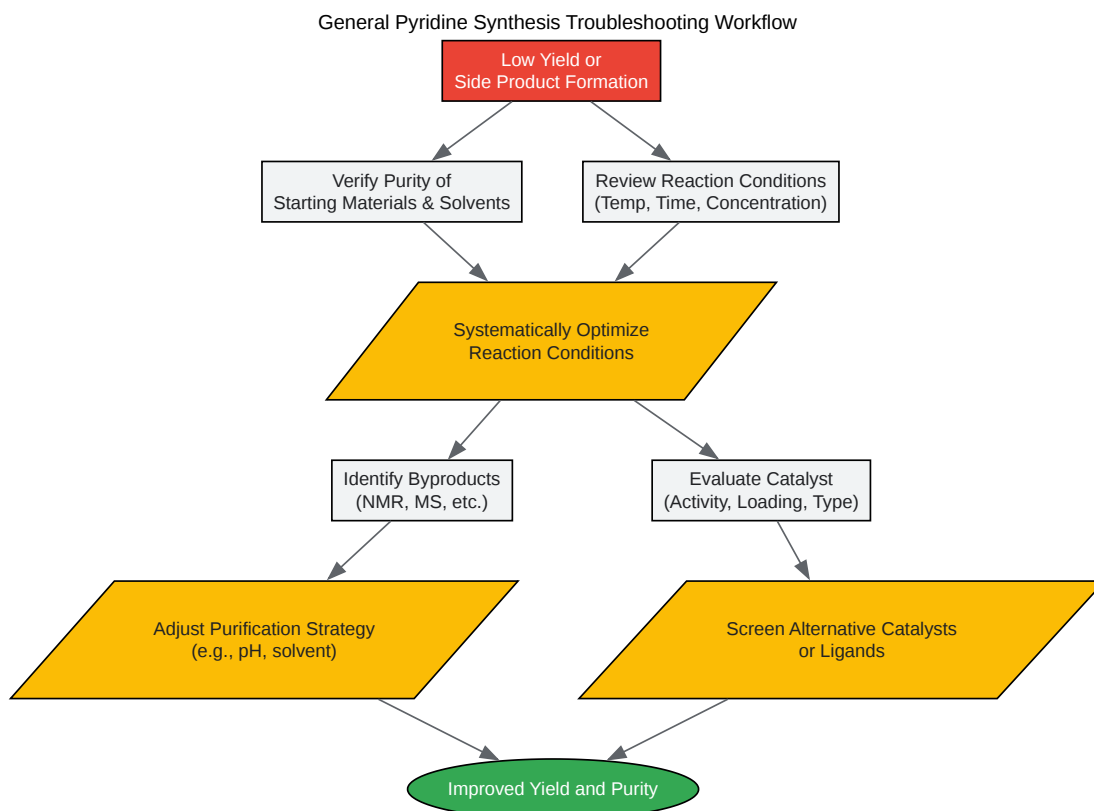 General Pyridine Synthesis Troubleshooting Workflow
Low Yield or
Side Product Formation
Verify Purity of
Starting Materials & Solvents
Review Reaction Conditions
(Temp, Time, Concentration)
Systematically Optimize
Reaction Conditions
Identify Byproducts
(NMR, MS, etc.)
Evaluate Catalyst
(Activity, Loading, Type)
Adjust Purification Strategy
(e.g., pH, solvent)
Screen Alternative Catalysts
or Ligands
Improved Yield and Purity